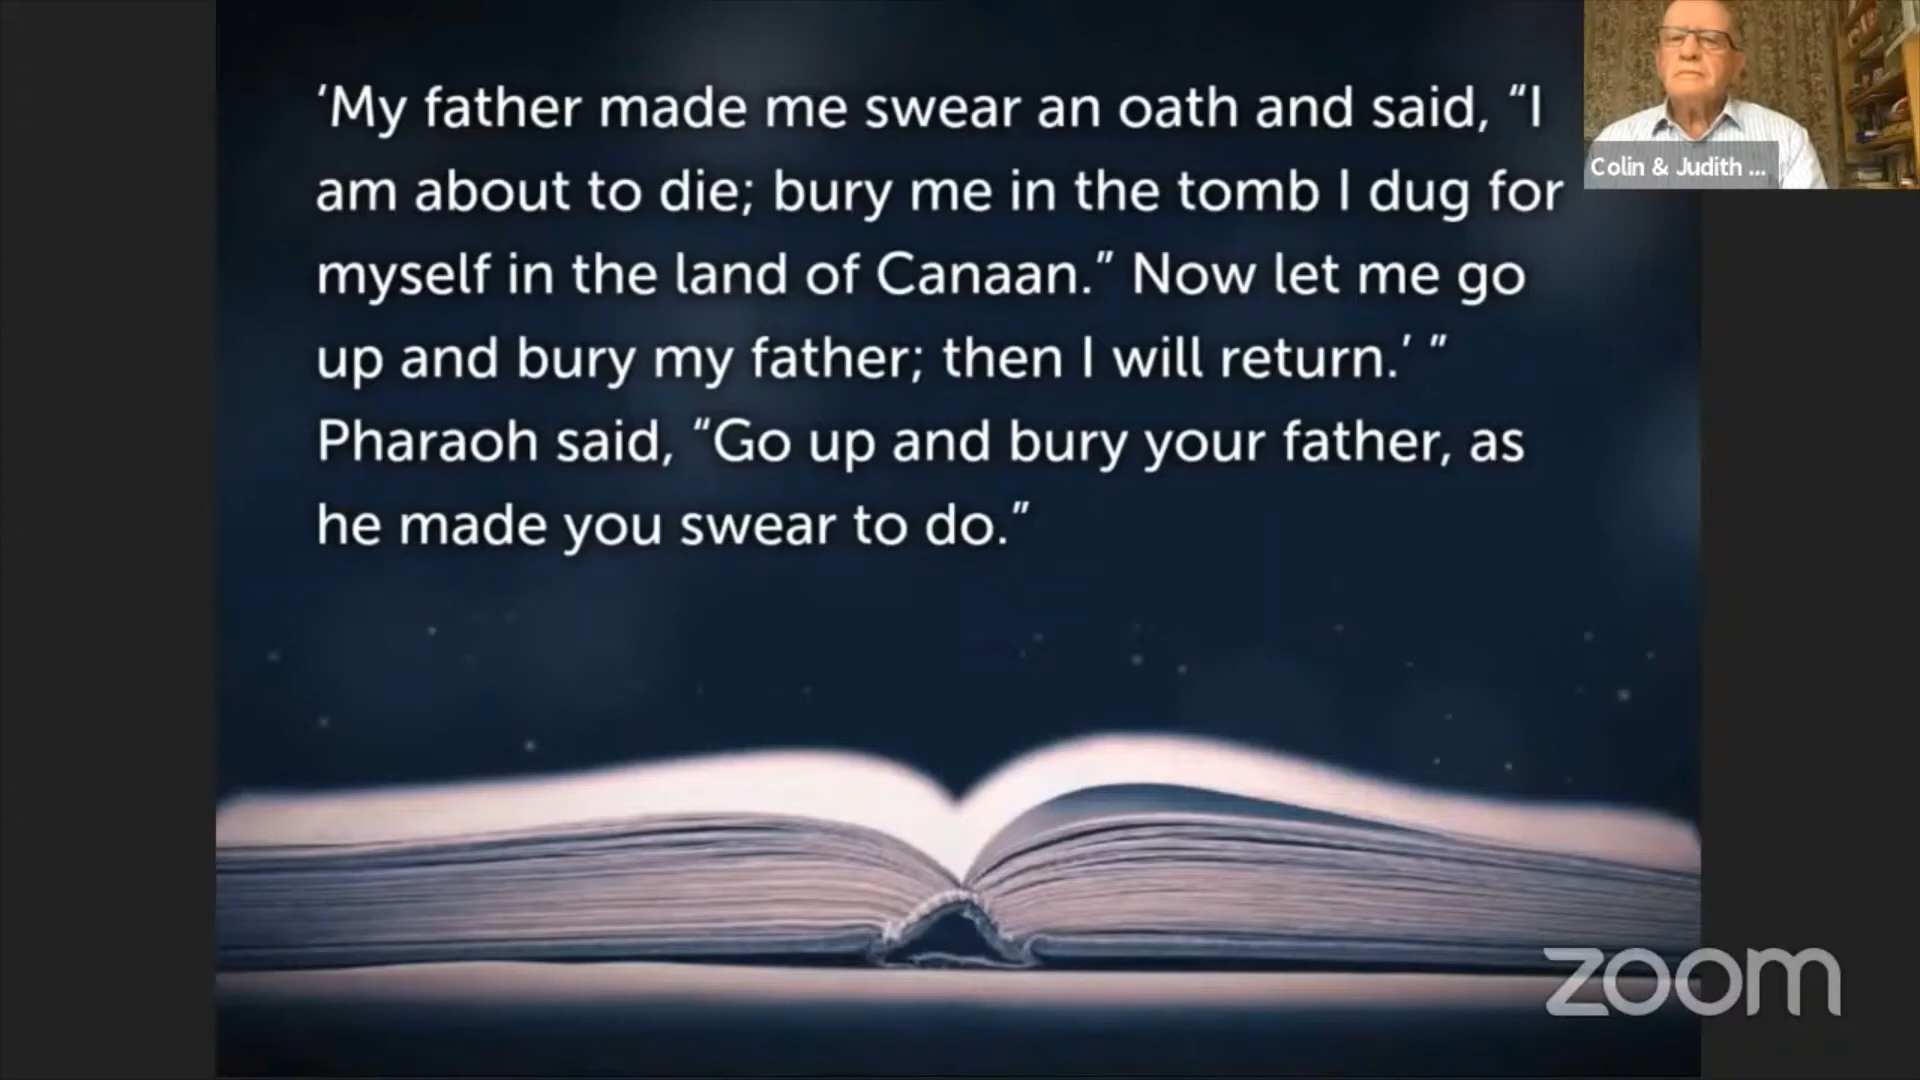 ‘My father made me swear an oath and said, “I
am about to die; bury me in the tomb I dug for
myself in the land of Canaan.” Now let me go
up and bury my father; then I will return.’ ”
Pharaoh said, “Go up and bury your father, as
he made you swear to do.”
Colin & Judith ...
zoom